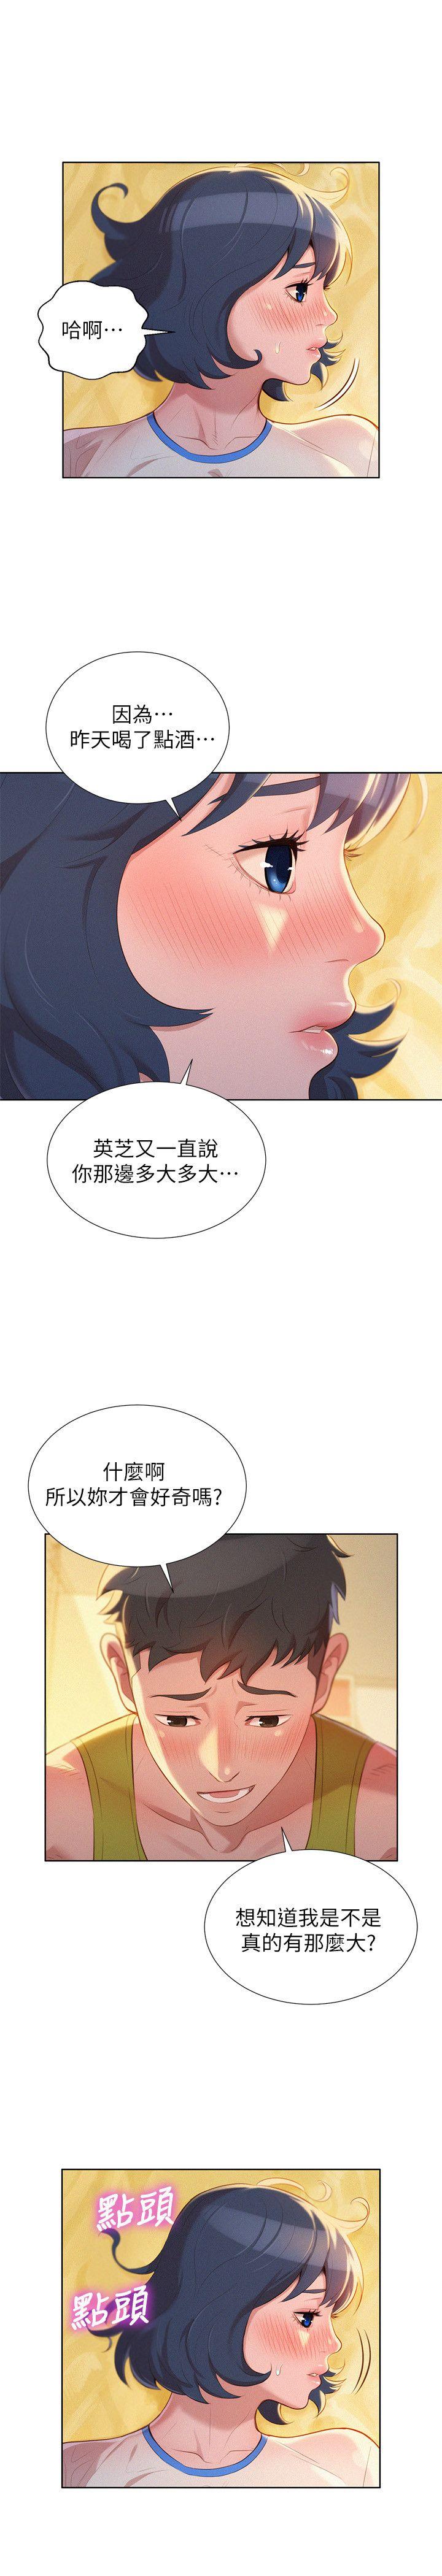 哈啊⋯
因為⋯
昨天喝了點酒⋯
英芝又一直說
你那邊多大多大⋯
什麼啊
所以妳才會好奇嗎?
想知道我是不是
真的有那麼大?
點頭
點頭